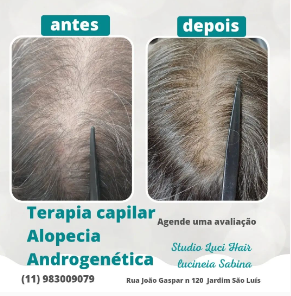 antes
depois
Terapia capilar
Alopecia
Androgenética
Agende uma avaliação
Studio Luci Hair
lucineia Sabina
(11) 983009079
Rua João Gaspar n 120 Jardim São Luís